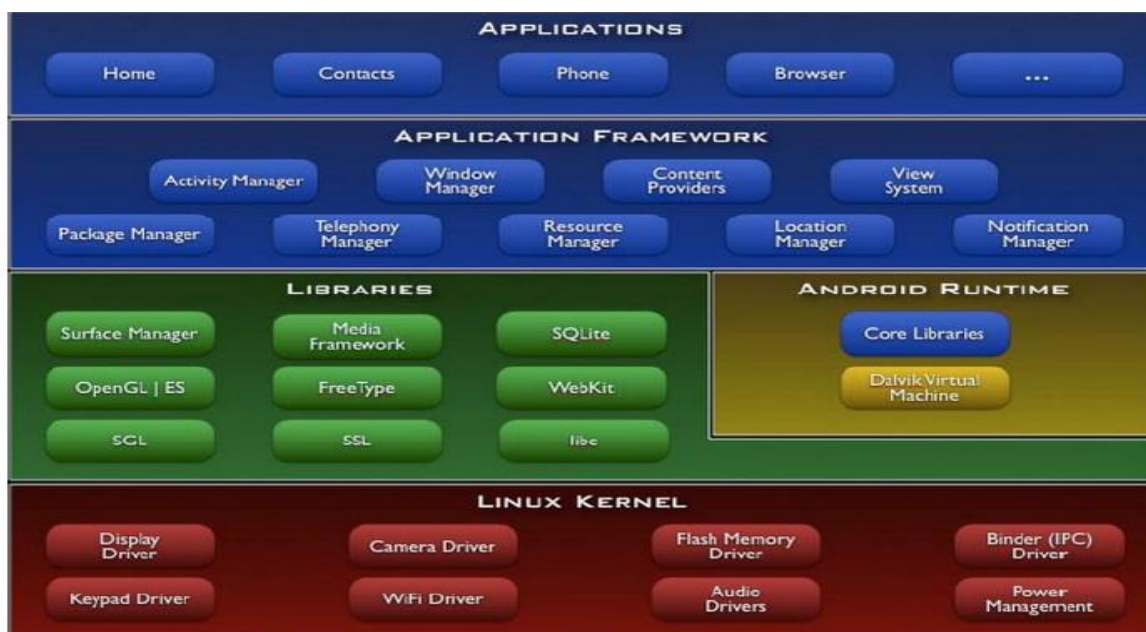 APPLICATIONS
Home
Contacts
Phone
Browser
...
APPLICATION FRAMEWORK
Activity Manager
Window
Manager
Content
Providers
View
System
Package Manager
Telephony
Manager
Resource
Manager
Location
Manager
Notification
Manager
LIBRARIES
Surface Manager
Media
Framework
SQLite
OpenGL | ES
FreeType
WebKit
SGL
SSL
libc
ANDROID RUNTIME
Core Libraries
Dalvik Virtual
Machine
LINUX KERNEL
Display
Driver
Camera Driver
Flash Memory
Driver
Binder (IPC)
Driver
Keypad Driver
WiFi Driver
Audio
Drivers
Power
Management